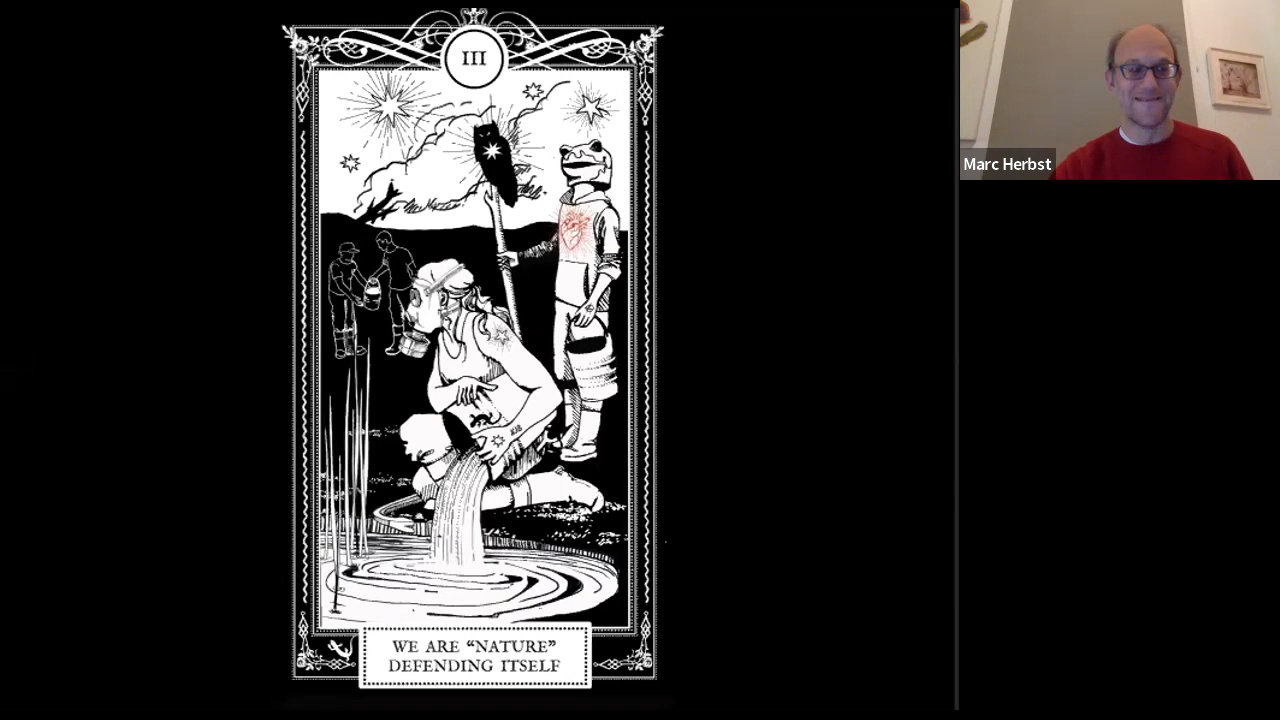 III
WE ARE “NATURE”
DEFENDING ITSELF
Marc Herbst